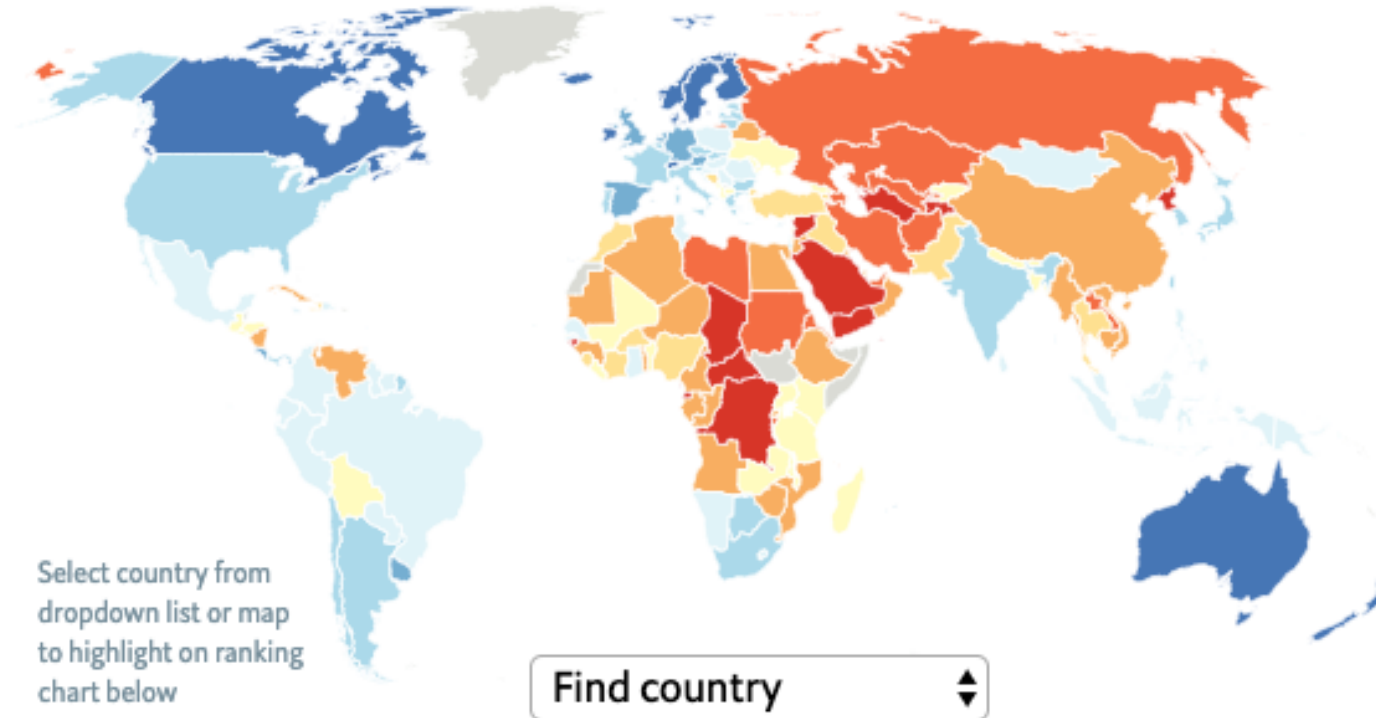 Select country from
dropdown list or map
to highlight on ranking
chart below
Find country